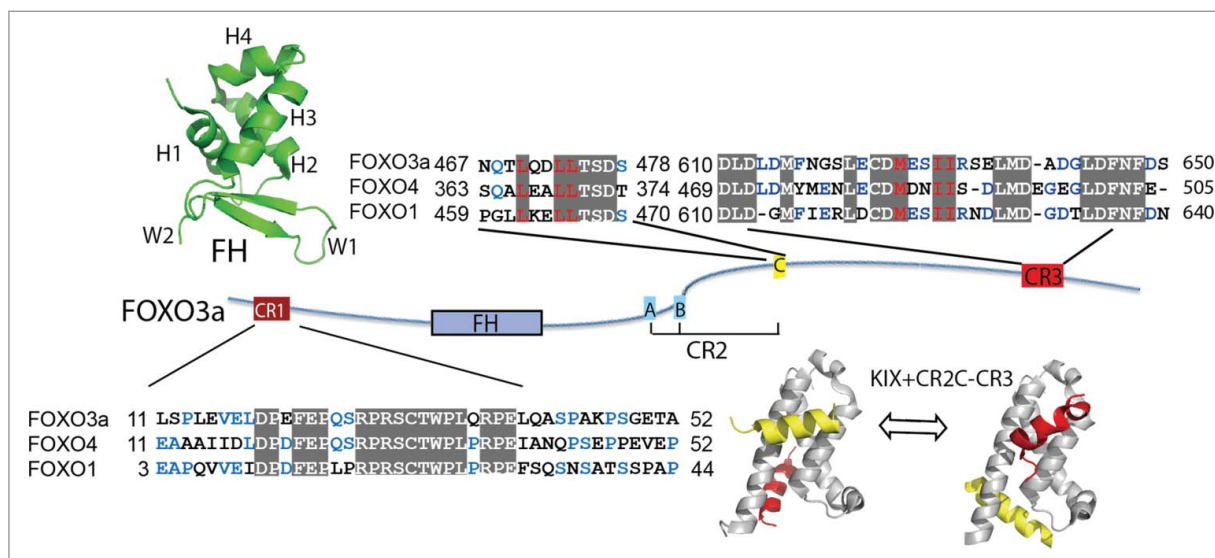 H4
H3
H1
H2
W2
W1
FH
FOXO3a 467 NQTLQDLLTSDS 478 610 DLDLDMFNGSLECDMESIIRSELMD-ADGLDFNFDS 650
FOXO4 363 SQALEALLTSDT 374 469 DLDLDMYMENLECDMDNIIS-DLMDEGEGLDFNFE- 505
FOXO1 459 PGLLKELLTSDS 470 610 DLD-GMFIERLDCDMESIIRNDLMD-GDTLDFNFDN 640
C
CR3
FOXO3a
CR1
FH
A
B
CR2
KIX+CR2C-CR3
FOXO3a 11 LSPLEVELDPEFEPQSRPRSCTWPLQRPELQASPAKPSGETA 52
FOXO4 11 EAAAIIDLDPDFEPQSRPRSCTWPLPRPEIANQPSEPPEVEP 52
FOXO1 3 EAPQVVEIDPDFEPLPRPRSCTWPLPRPEFSQSNSATSSPAP 44